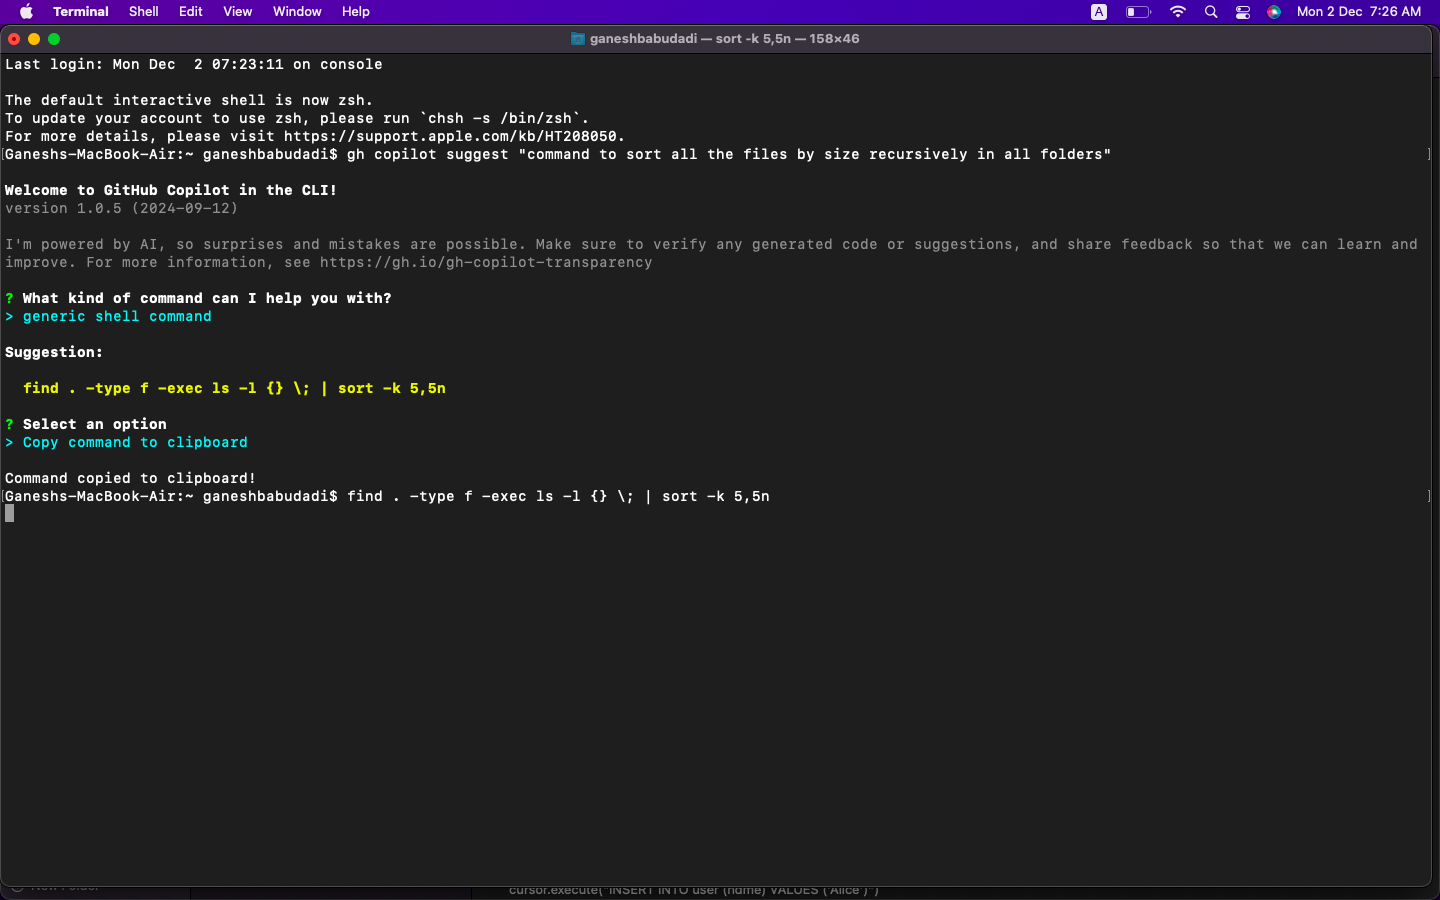 Terminal Shell Edit View Window Help A Mon 2 Dec 7:26 AM
ganeshbabudadi — sort -k 5,5n — 158×46
Last login: Mon Dec  2 07:23:11 on console
The default interactive shell is now zsh.
To update your account to use zsh, please run `chsh -s /bin/zsh`.
For more details, please visit https://support.apple.com/kb/HT208050.
[Ganeshs-MacBook-Air:~ ganeshbabudadi$ gh copilot suggest "command to sort all the files by size recursively in all folders" ]
Welcome to GitHub Copilot in the CLI!
version 1.0.5 (2024-09-12)
I'm powered by AI, so surprises and mistakes are possible. Make sure to verify any generated code or suggestions, and share feedback so that we can learn and
improve. For more information, see https://gh.io/gh-copilot-transparency
? What kind of command can I help you with?
> generic shell command
Suggestion:
find . -type f -exec ls -l {} \; | sort -k 5,5n
? Select an option
> Copy command to clipboard
Command copied to clipboard!
[Ganeshs-MacBook-Air:~ ganeshbabudadi$ find . -type f -exec ls -l {} \; | sort -k 5,5n ]
New Folder
cursor.execute("INSERT INTO user (name) VALUES ('Alice')")